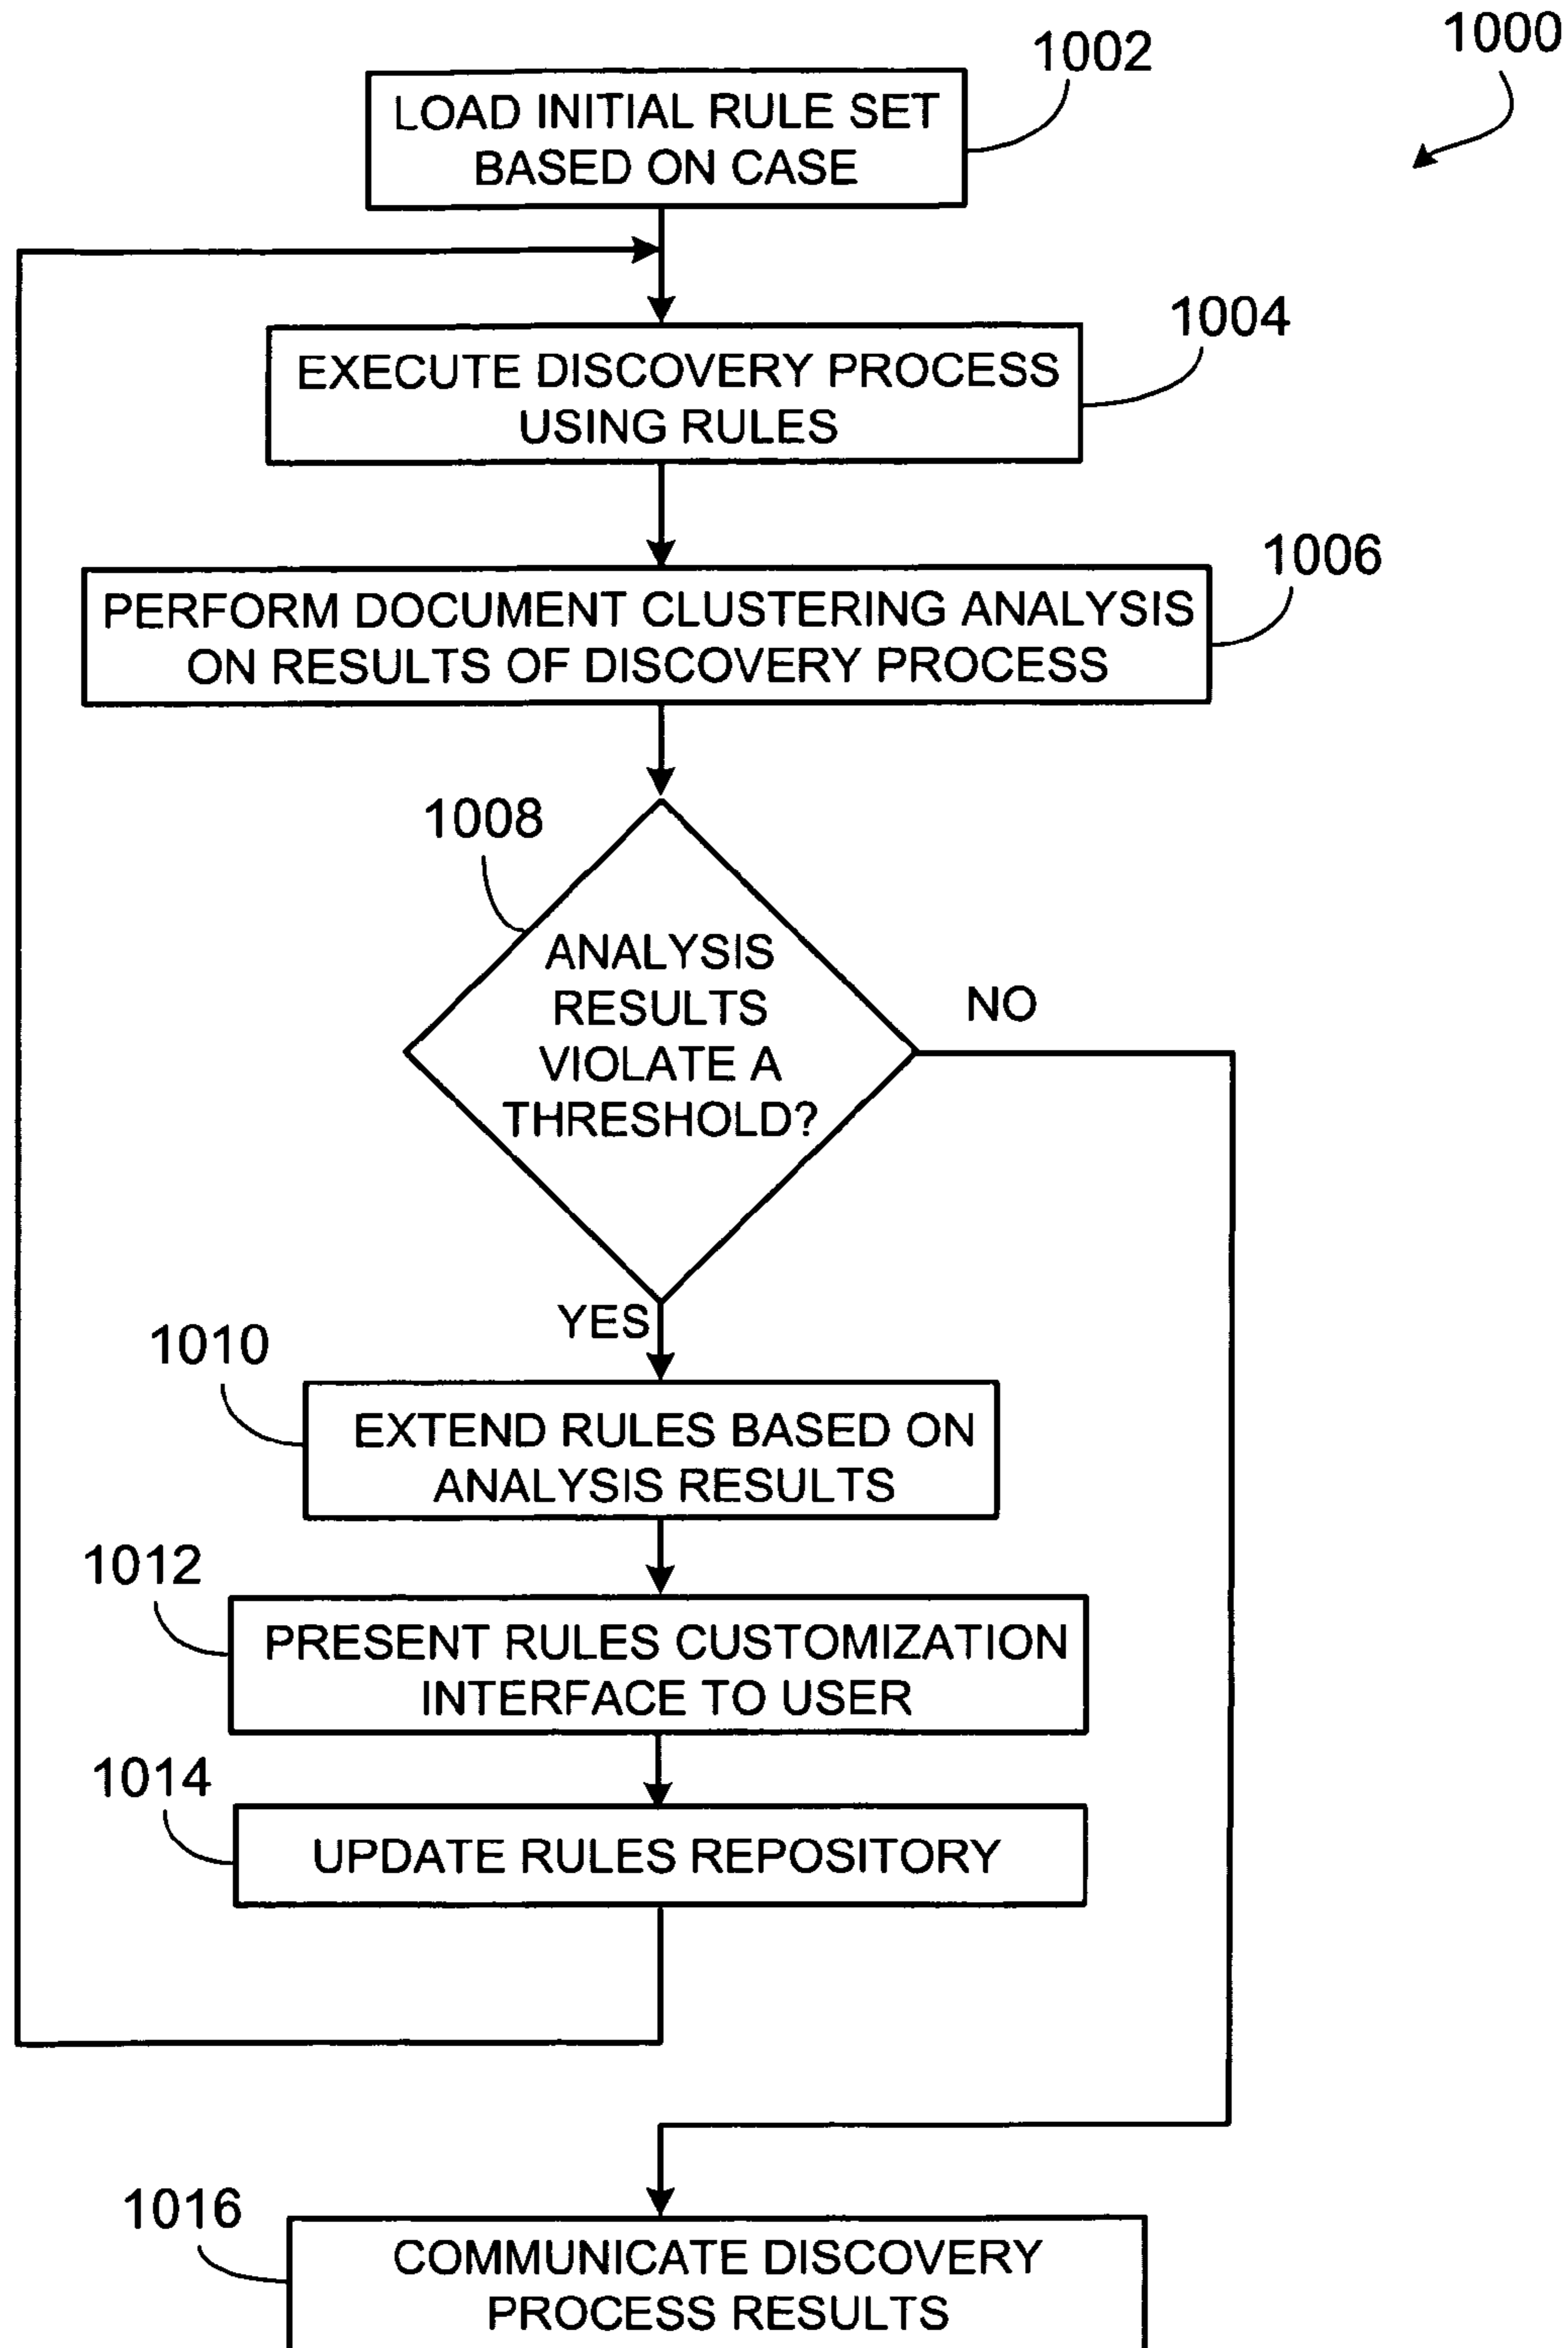 1000
1002
LOAD INITIAL RULE SET
BASED ON CASE
1004
EXECUTE DISCOVERY PROCESS
USING RULES
1006
PERFORM DOCUMENT CLUSTERING ANALYSIS
ON RESULTS OF DISCOVERY PROCESS
1008
ANALYSIS
RESULTS
VIOLATE A
THRESHOLD?
NO
YES
1010
EXTEND RULES BASED ON
ANALYSIS RESULTS
1012
PRESENT RULES CUSTOMIZATION
INTERFACE TO USER
1014
UPDATE RULES REPOSITORY
1016
COMMUNICATE DISCOVERY
PROCESS RESULTS